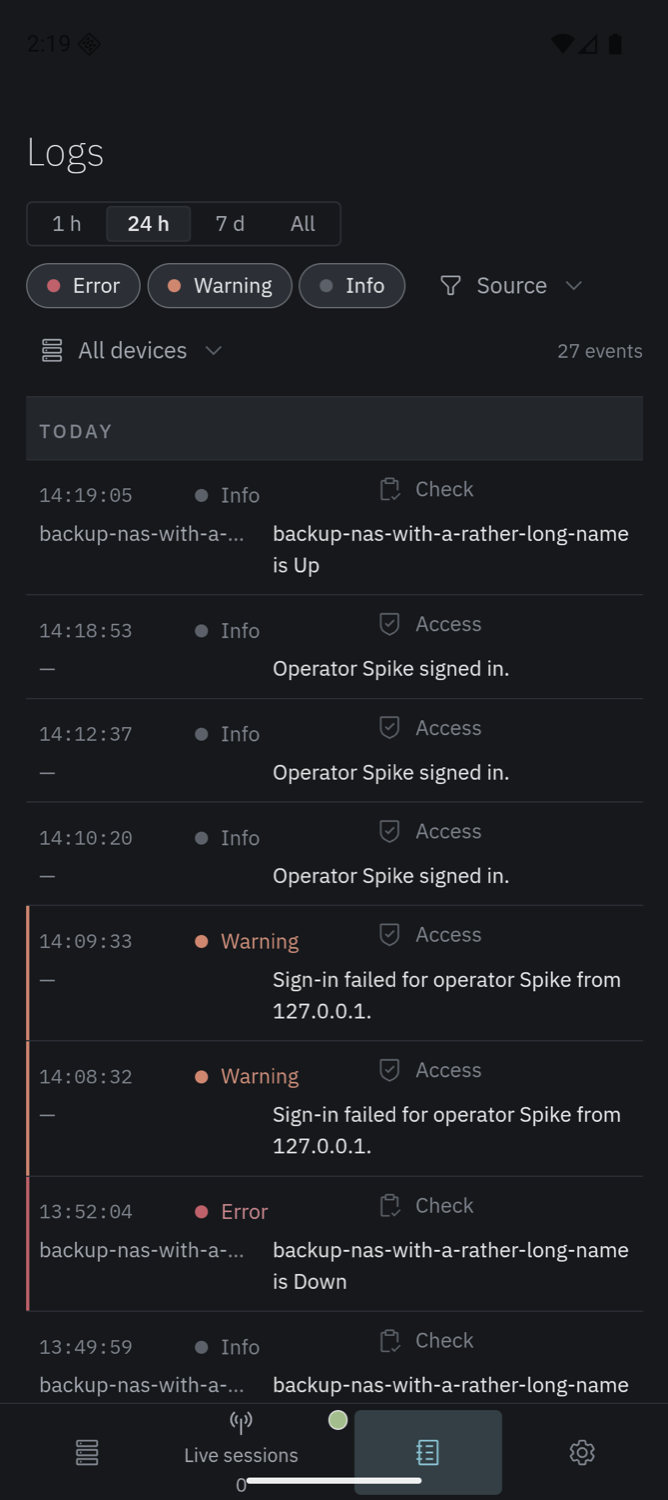 2:19
Logs
1 h 24 h 7 d All
Error Warning Info Source
All devices 27 events
TODAY
14:19:05 Info Check
backup-nas-with-a-... backup-nas-with-a-rather-long-name
is Up
14:18:53 Info Access
— Operator Spike signed in.
14:12:37 Info Access
— Operator Spike signed in.
14:10:20 Info Access
— Operator Spike signed in.
14:09:33 Warning Access
— Sign-in failed for operator Spike from
127.0.0.1.
14:08:32 Warning Access
— Sign-in failed for operator Spike from
127.0.0.1.
13:52:04 Error Check
backup-nas-with-a-... backup-nas-with-a-rather-long-name
is Down
13:49:59 Info Check
backup-nas-with-a-... backup-nas-with-a-rather-long-name
Live sessions
0